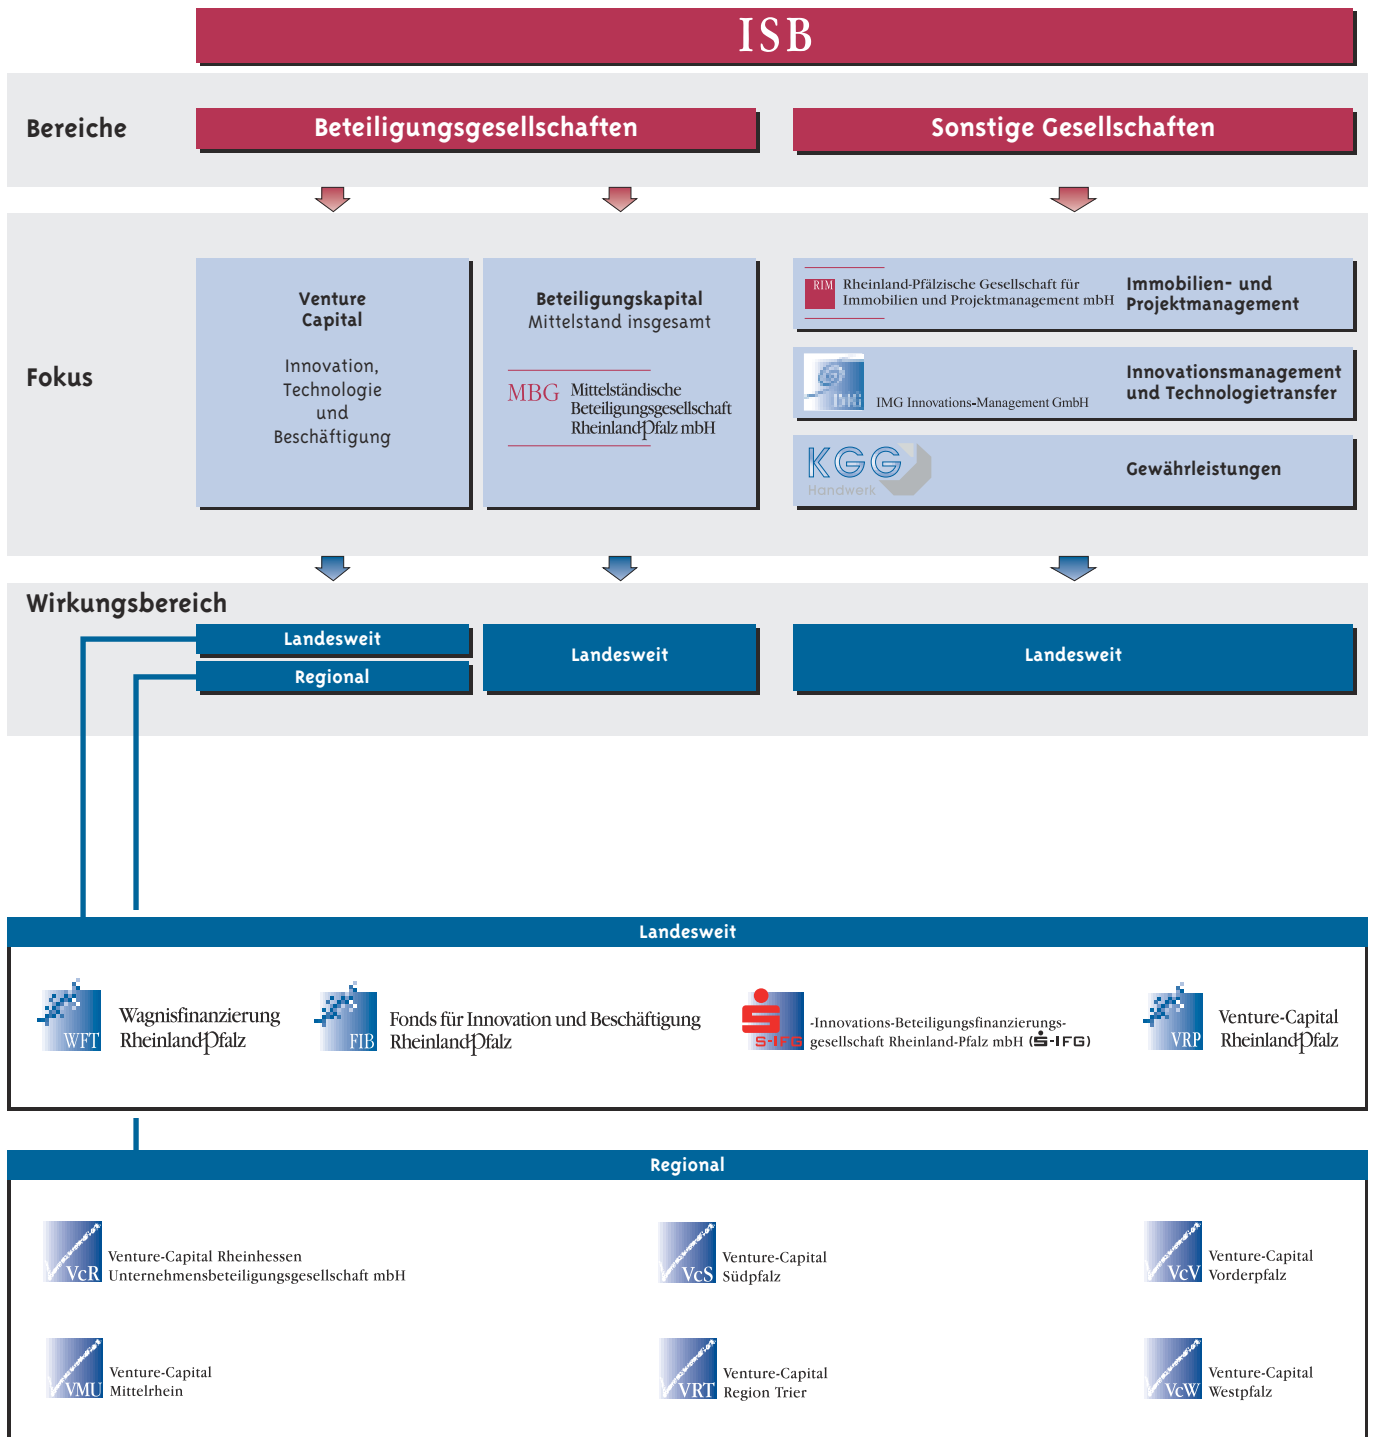 ISB
Bereiche
Beteiligungsgesellschaften
Sonstige Gesellschaften
Fokus
Venture
Capital
Innovation,
Technologie
und
Beschäftigung
Beteiligungskapital
Mittelstand insgesamt
MBG Mittelständische
Beteiligungsgesellschaft
Rheinland-Pfalz mbH
RIM Rheinland-Pfälzische Gesellschaft für
Immobilien und Projektmanagement mbH
Immobilien- und
Projektmanagement
IMG
IMG Innovations-Management GmbH
Innovationsmanagement
und Technologietransfer
KGG
Handwerk
Gewährleistungen
Wirkungsbereich
Landesweit
Regional
Landesweit
Landesweit
Landesweit
WFT
Wagnisfinanzierung
Rheinland-Pfalz
FIB
Fonds für Innovation und Beschäftigung
Rheinland-Pfalz
S-IFG
-Innovations-Beteiligungsfinanzierungs-
gesellschaft Rheinland-Pfalz mbH (S-IFG)
VRP
Venture-Capital
Rheinland-Pfalz
Regional
VcR
Venture-Capital Rheinhessen
Unternehmensbeteiligungsgesellschaft mbH
VcS
Venture-Capital
Südpfalz
VcV
Venture-Capital
Vorderpfalz
VMU
Venture-Capital
Mittelrhein
VRT
Venture-Capital
Region Trier
VcW
Venture-Capital
Westpfalz